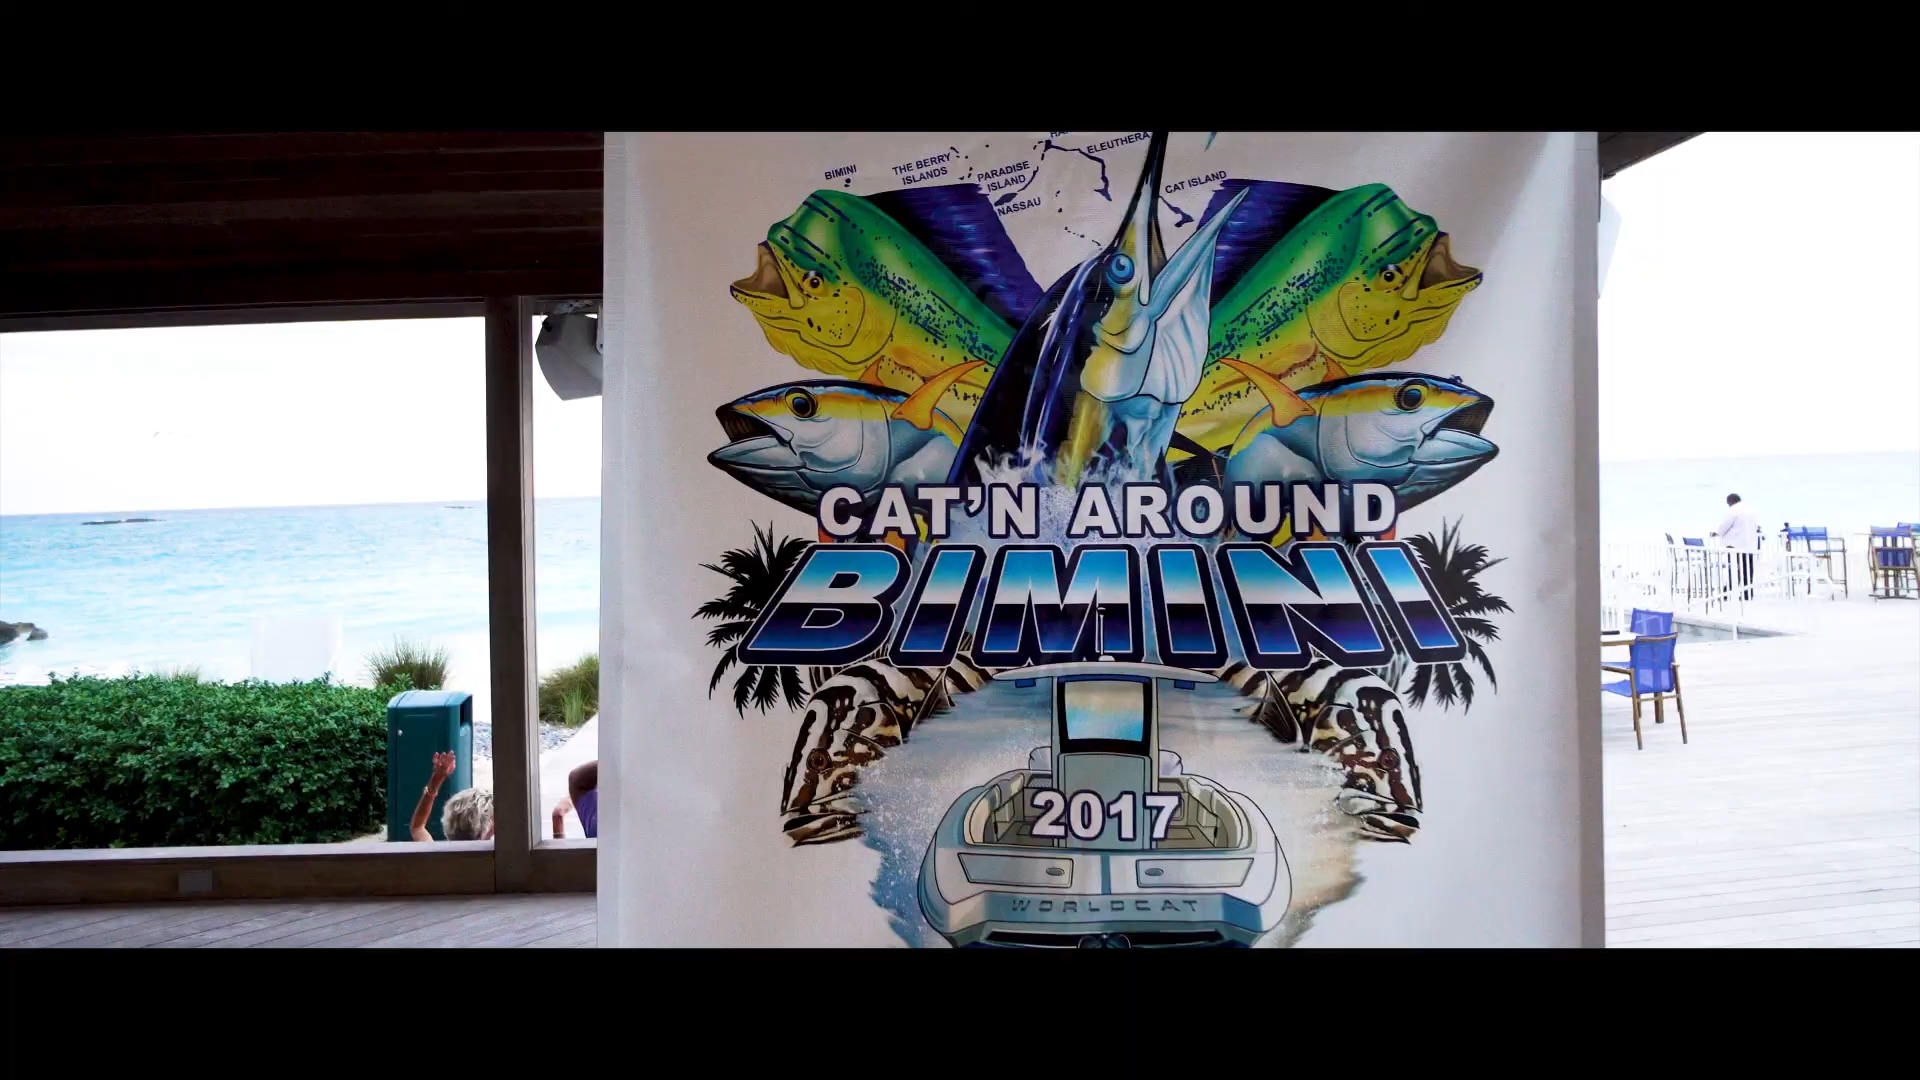 ELEUTHERA
BIMINI
THE BERRY
ISLANDS
PARADISE
ISLAND
NASSAU
CAT ISLAND
CAT'N AROUND
BIMINI
2017
WORLDCAT